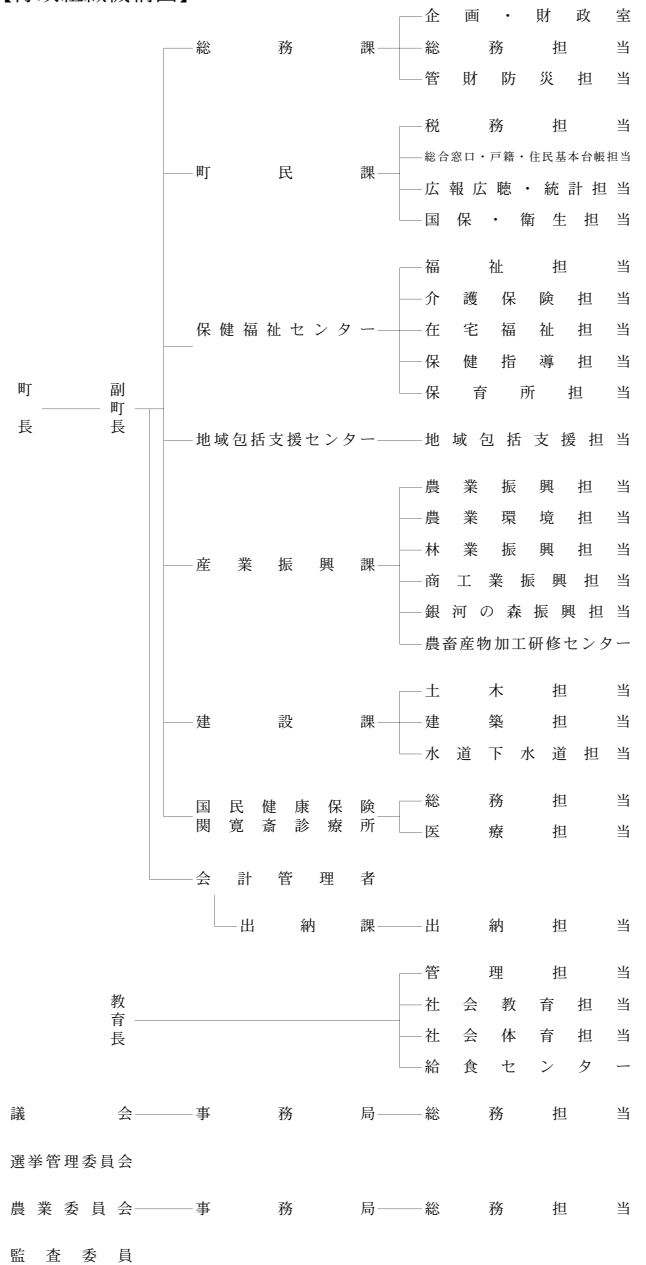 企画・財政室
総務課 総務担当
管財防災担当
税務担当
総合窓口・戸籍・住民基本台帳担当
町民課
広報広聴・統計担当
国保・衛生担当
福祉担当
介護保険担当
保健福祉センター 在宅福祉担当
保健指導担当
保育所担当
町長 副町長
地域包括支援センター 地域包括支援担当
農業振興担当
農業環境担当
林業振興担当
産業振興課
商工業振興担当
銀河の森振興担当
農畜産物加工研修センター
土木担当
建設課 建築担当
水道下水道担当
国民健康保険 総務担当
関寛斎診療所 医療担当
会計管理者
出納課 出納担当
管理担当
教育長
社会教育担当
社会体育担当
給食センター
議会 事務局 総務担当
選挙管理委員会
農業委員会 事務局 総務担当
監査委員